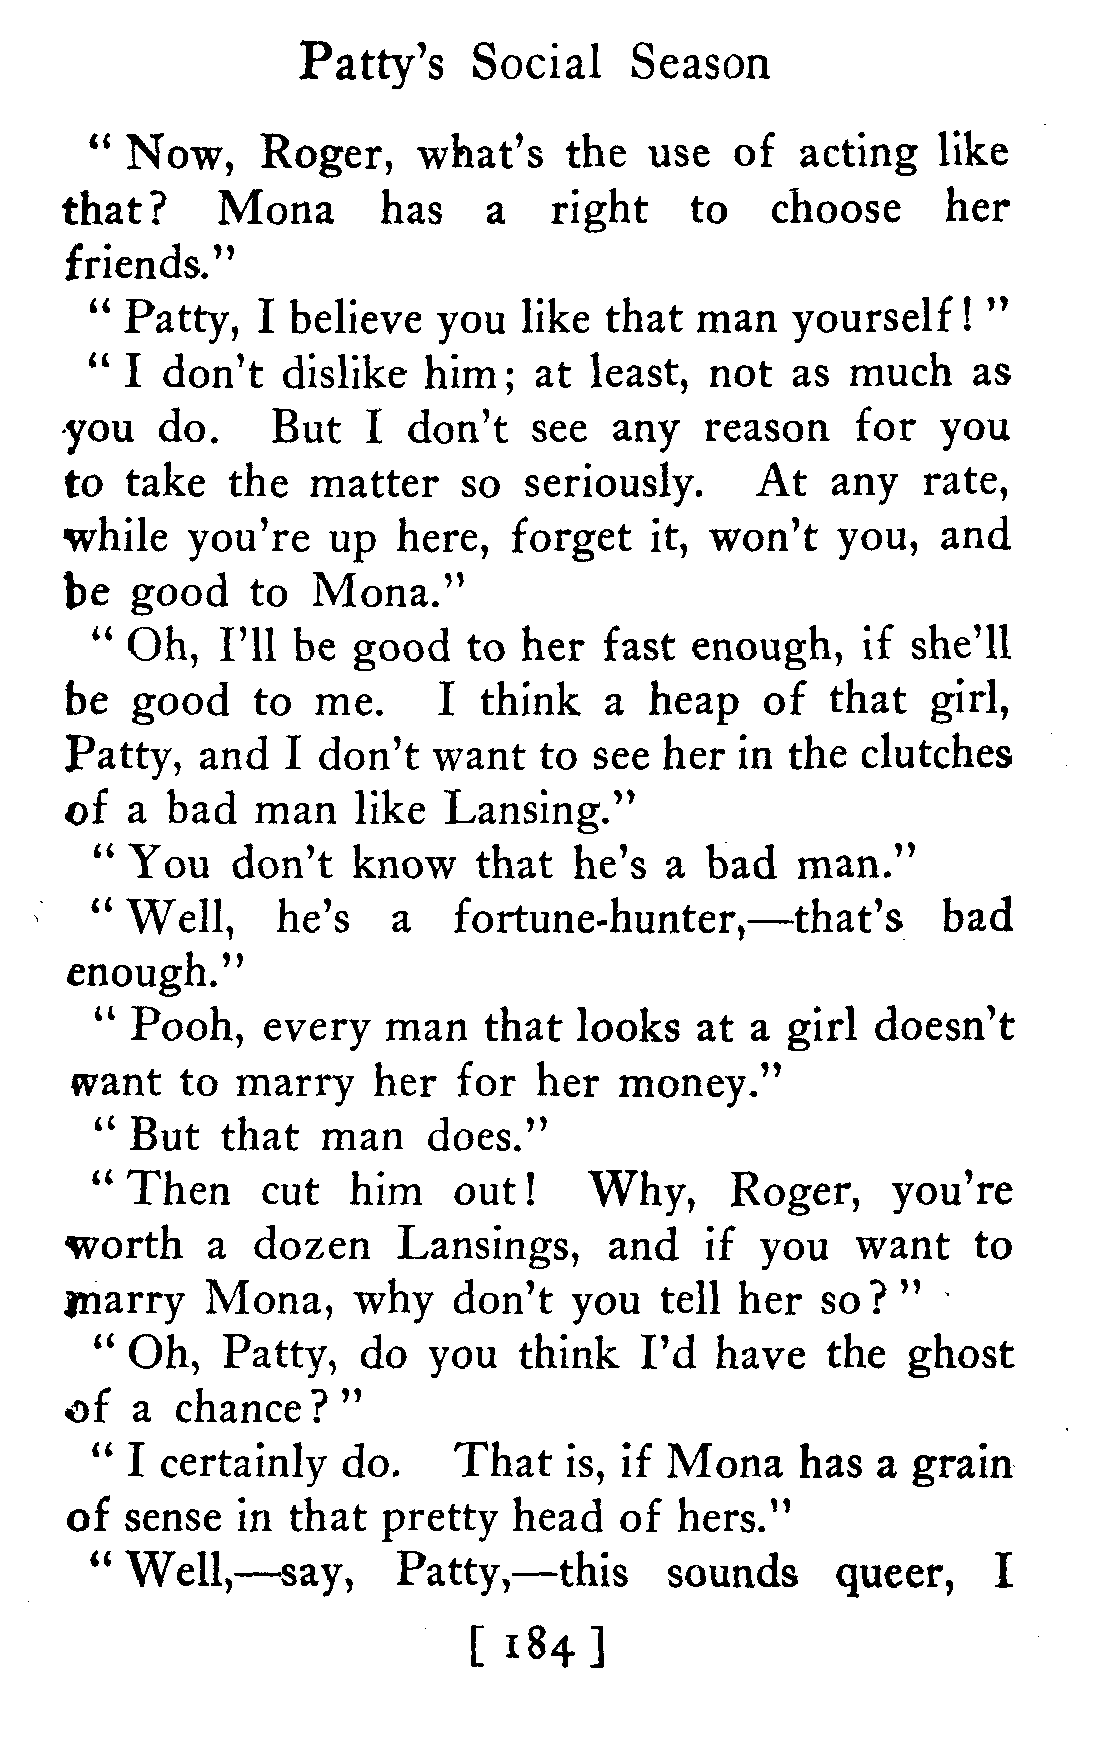 Patty's Social Season
" Now, Roger, what's the use of acting like
that? Mona has a right to choose her
friends."
" Patty, I believe you like that man yourself! "
" I don't dislike him; at least, not as much as
you do. But I don't see any reason for you
to take the matter so seriously. At any rate,
while you're up here, forget it, won't you, and
be good to Mona."
" Oh, I'll be good to her fast enough, if she'll
be good to me. I think a heap of that girl,
Patty, and I don't want to see her in the clutches
of a bad man like Lansing."
" You don't know that he's a bad man."
" Well, he's a fortune-hunter,—that's bad
enough."
" Pooh, every man that looks at a girl doesn't
want to marry her for her money."
" But that man does."
" Then cut him out! Why, Roger, you're
worth a dozen Lansings, and if you want to
marry Mona, why don't you tell her so? "
" Oh, Patty, do you think I'd have the ghost
of a chance? "
" I certainly do. That is, if Mona has a grain
of sense in that pretty head of hers."
" Well,—say, Patty,—this sounds queer, I
[ 184 ]